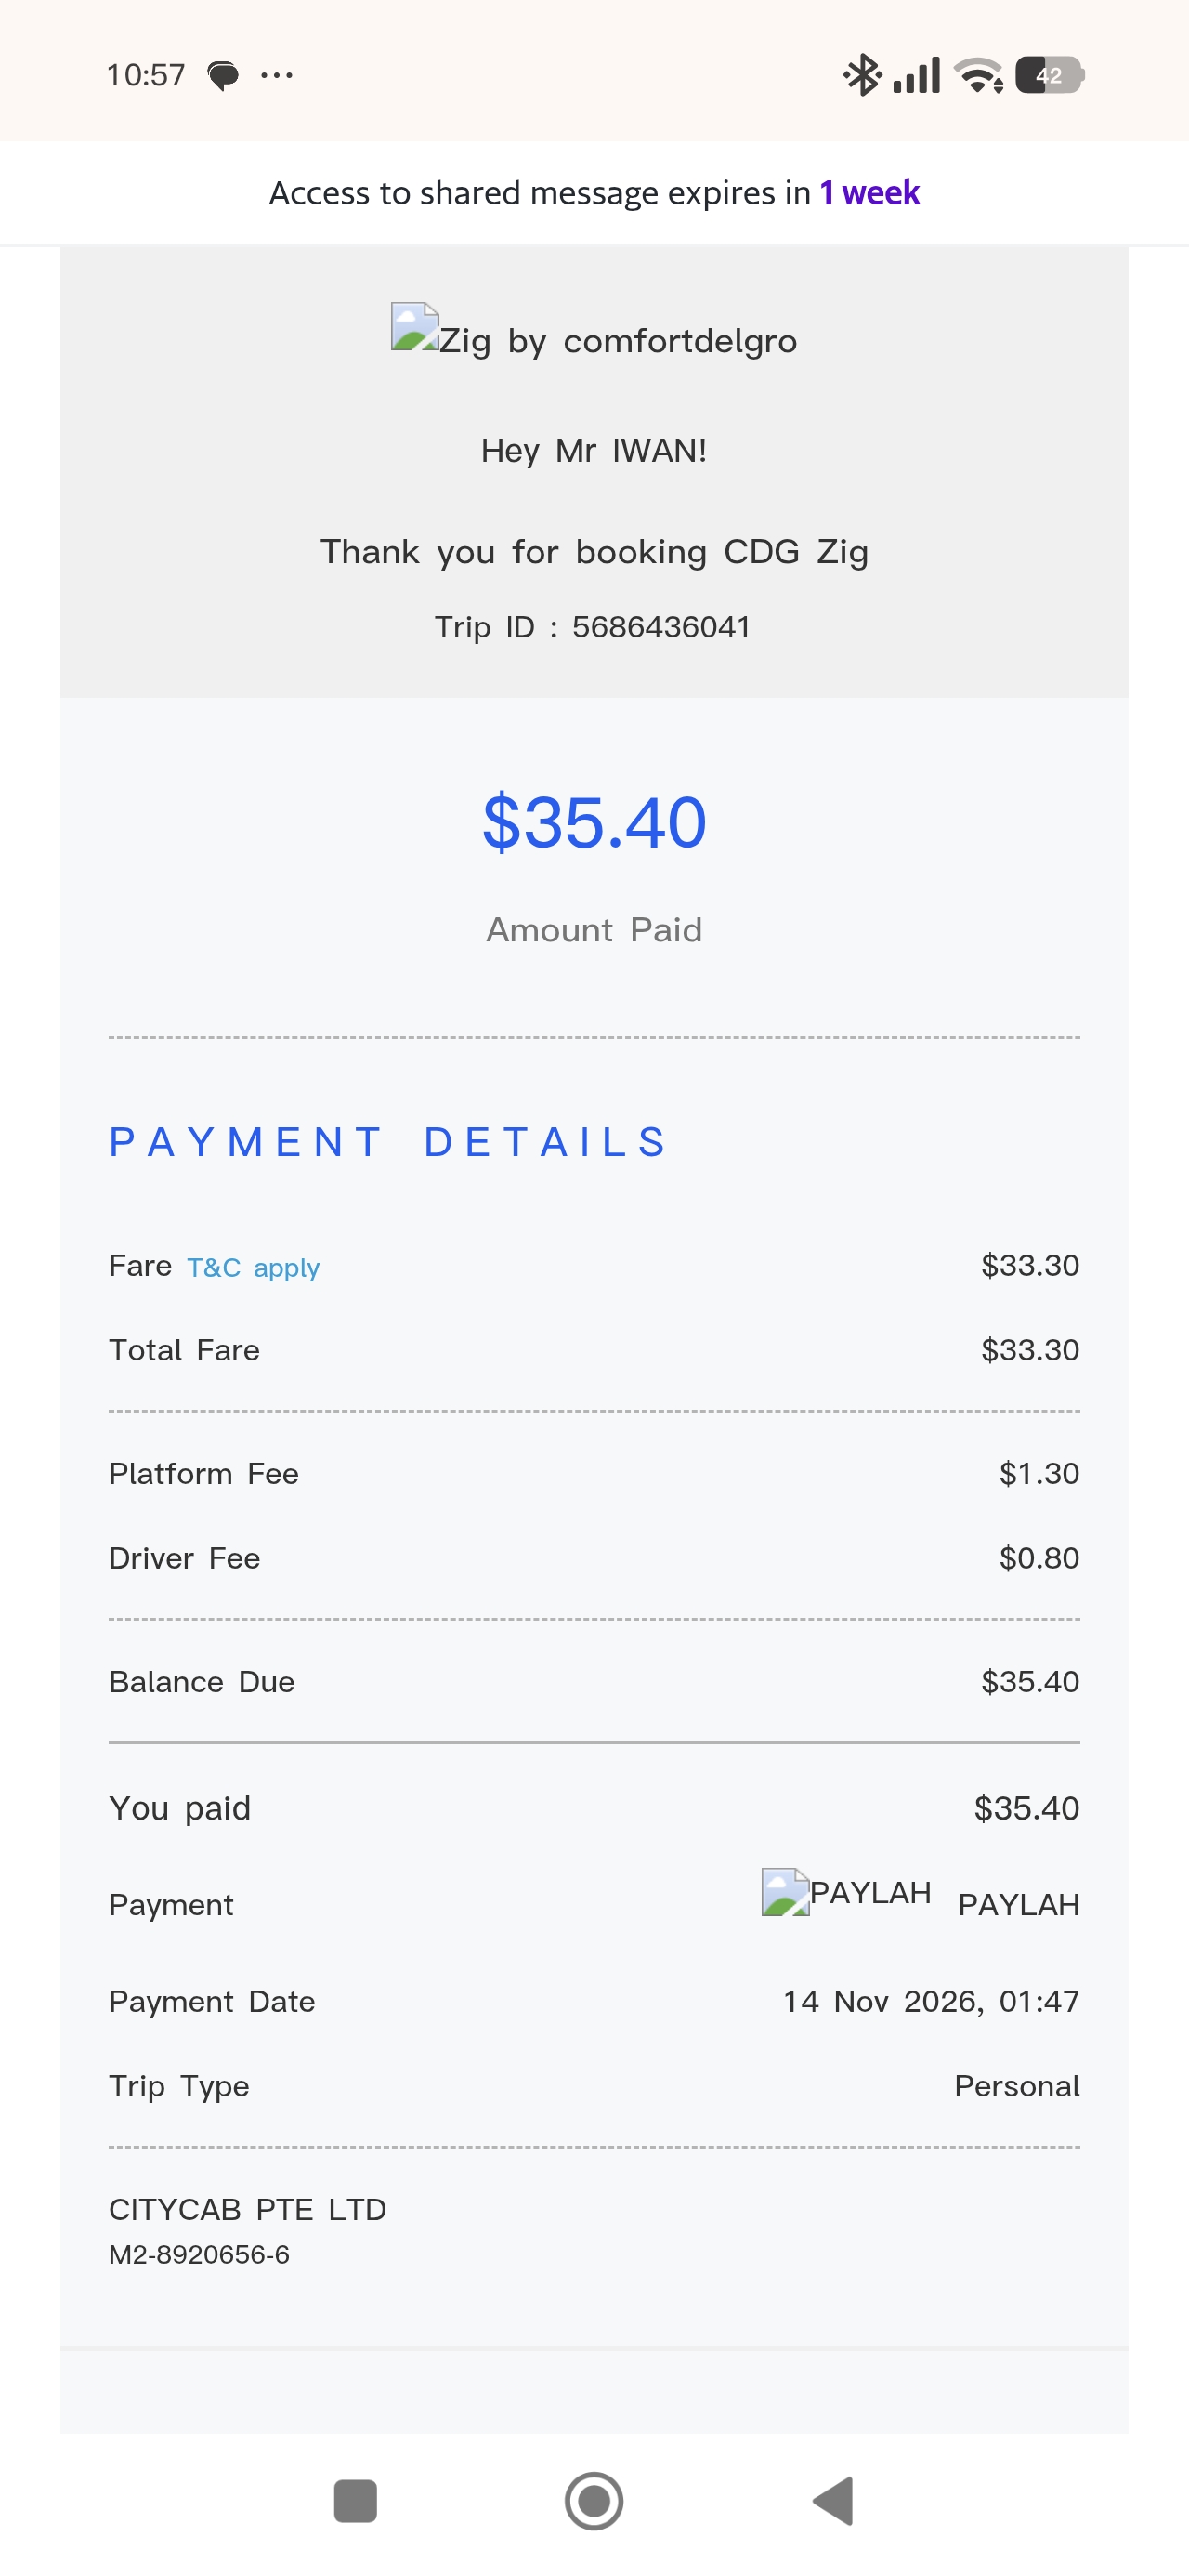 10:57
42
Access to shared message expires in 1 week
Zig by comfortdelgro
Hey Mr IWAN!
Thank you for booking CDG Zig
Trip ID : 5686436041
$35.40
Amount Paid
PAYMENT DETAILS
Fare T&C apply $33.30
Total Fare $33.30
Platform Fee $1.30
Driver Fee $0.80
Balance Due $35.40
You paid $35.40
Payment PAYLAH PAYLAH
Payment Date 14 Nov 2026, 01:47
Trip Type Personal
CITYCAB PTE LTD
M2-8920656-6